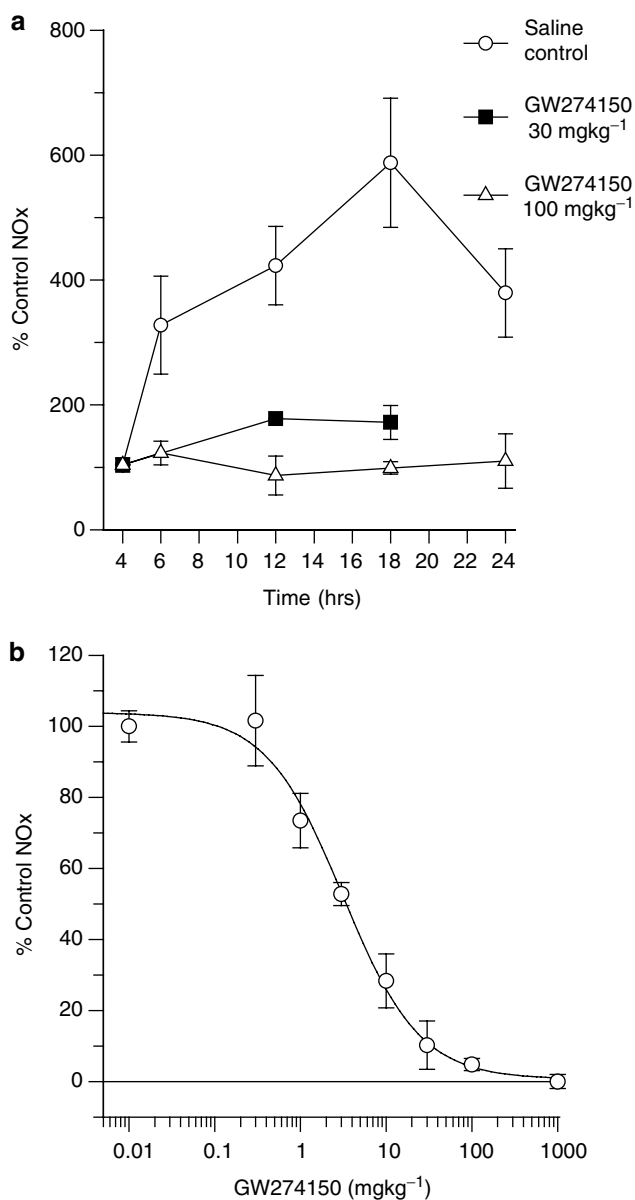 a
800
600
400
200
0
% Control NOx
4 6 8 10 12 14 16 18 20 22 24
Time (hrs)
Saline
control
GW274150
30 mgkg⁻¹
GW274150
100 mgkg⁻¹
b
120
100
80
60
40
20
0
% Control NOx
0.01 0.1 1 10 100 1000
GW274150 (mgkg⁻¹)